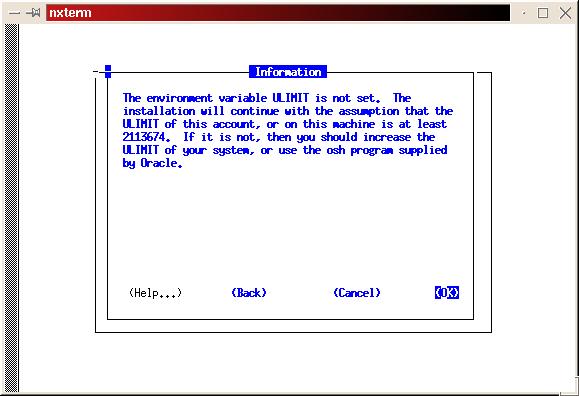 nxterm
Information
The environment variable ULIMIT is not set.  The
installation will continue with the assumption that the
ULIMIT of this account, or on this machine is at least
2113674.  If it is not, then you should increase the
ULIMIT of your system, or use the osh program supplied
by Oracle.
(Help...) (Back) (Cancel) (OK)